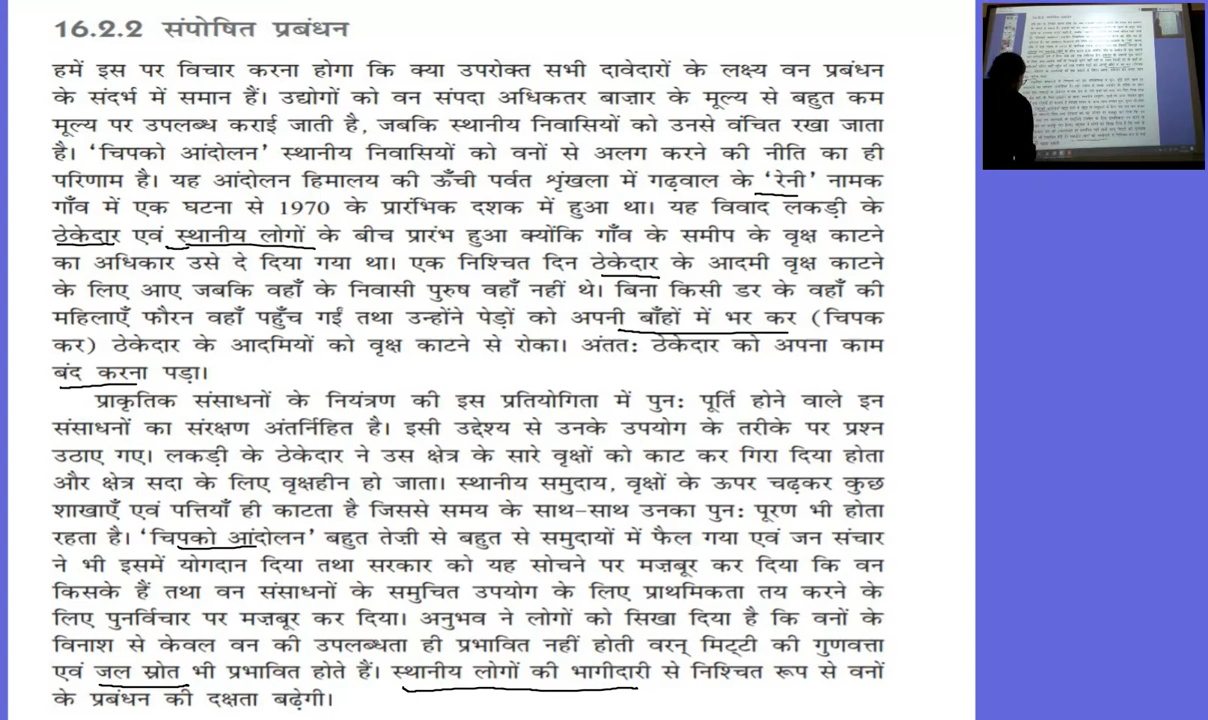 16.2.2 संपोषित प्रबंधन
हमें इस पर विचार करना होगा कि क्या उपरोक्त सभी दावेदारों के लक्ष्य वन प्रबंधन
के संदर्भ में समान हैं। उद्योगों को वन संपदा अधिकतर बाज़ार के मूल्य से बहुत कम
मूल्य पर उपलब्ध कराई जाती है, जबकि स्थानीय निवासियों को उनसे वंचित रखा जाता
है। ‘चिपको आंदोलन’ स्थानीय निवासियों को वनों से अलग करने की नीति का ही
परिणाम है। यह आंदोलन हिमालय की ऊँची पर्वत शृंखला में गढ़वाल के ‘रेनी’ नामक
गाँव में एक घटना से 1970 के प्रारंभिक दशक में हुआ था। यह विवाद लकड़ी के
ठेकेदार एवं स्थानीय लोगों के बीच प्रारंभ हुआ क्योंकि गाँव के समीप के वृक्ष काटने
का अधिकार उसे दे दिया गया था। एक निश्चित दिन ठेकेदार के आदमी वृक्ष काटने
के लिए आए जबकि वहाँ के निवासी पुरुष वहाँ नहीं थे। बिना किसी डर के वहाँ की
महिलाएँ फौरन वहाँ पहुँच गईं तथा उन्होंने पेड़ों को अपनी बाँहों में भर कर (चिपक
कर) ठेकेदार के आदमियों को वृक्ष काटने से रोका। अंततः ठेकेदार को अपना काम
बंद करना पड़ा।
प्राकृतिक संसाधनों के नियंत्रण की इस प्रतियोगिता में पुनः पूर्ति होने वाले इन
संसाधनों का संरक्षण अंतर्निहित है। इसी उद्देश्य से उनके उपयोग के तरीके पर प्रश्न
उठाए गए। लकड़ी के ठेकेदार ने उस क्षेत्र के सारे वृक्षों को काट कर गिरा दिया होता
और क्षेत्र सदा के लिए वृक्षहीन हो जाता। स्थानीय समुदाय, वृक्षों के ऊपर चढ़कर कुछ
शाखाएँ एवं पत्तियाँ ही काटता है जिससे समय के साथ-साथ उनका पुनः पूरण भी होता
रहता है। ‘चिपको आंदोलन’ बहुत तेज़ी से बहुत से समुदायों में फैल गया एवं जन संचार
ने भी इसमें योगदान दिया तथा सरकार को यह सोचने पर मजबूर कर दिया कि वन
किसके हैं तथा वन संसाधनों के समुचित उपयोग के लिए प्राथमिकता तय करने के
लिए पुनर्विचार पर मजबूर कर दिया। अनुभव ने लोगों को सिखा दिया है कि वनों के
विनाश से केवल वन की उपलब्धता ही प्रभावित नहीं होती वरन् मिट्टी की गुणवत्ता
एवं जल स्रोत भी प्रभावित होते हैं। स्थानीय लोगों की भागीदारी से निश्चित रूप से वनों
के प्रबंधन की दक्षता बढ़ेगी।